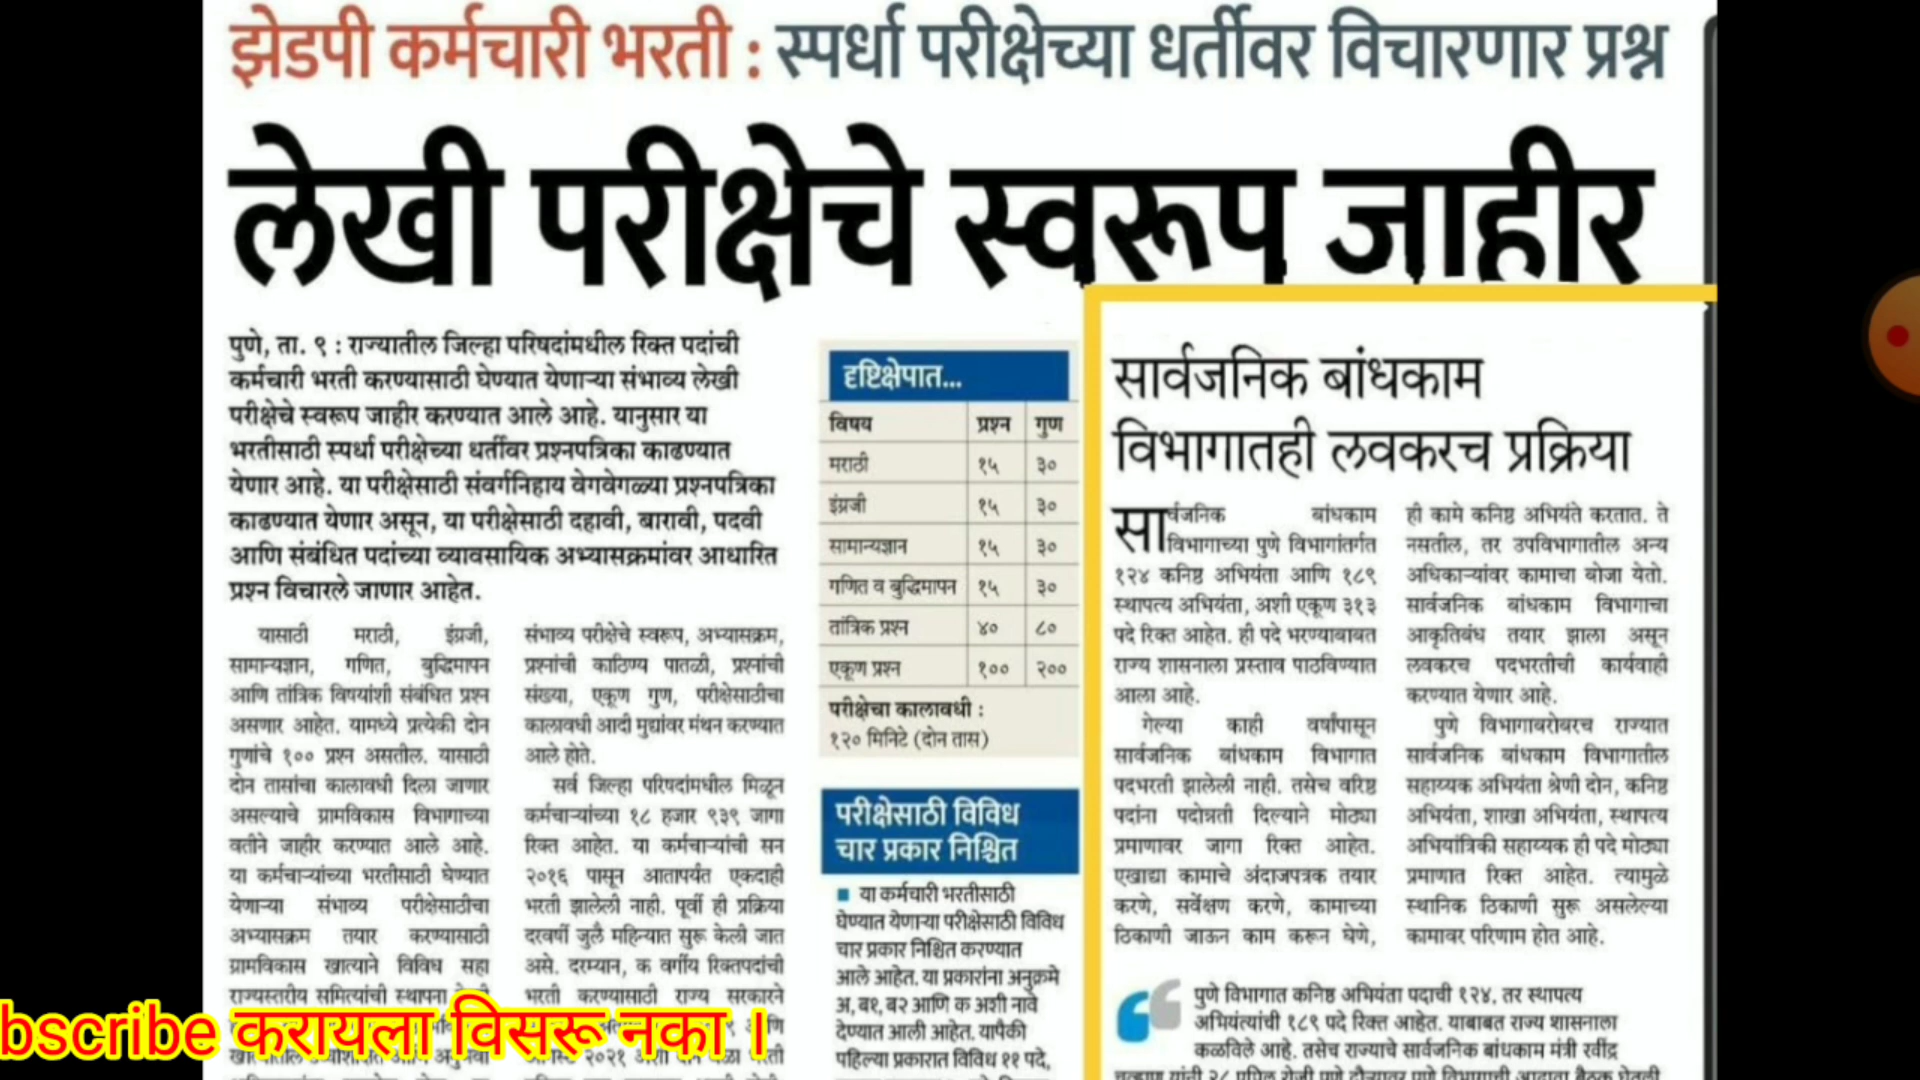 झेडपी कर्मचारी भरती : स्पर्धा परीक्षेच्या धर्तीवर विचारणार प्रश्न
लेखी परीक्षेचे स्वरूप जाहीर
पुणे, ता. ९ : राज्यातील जिल्हा परिषदांमधील रिक्त पदांची
कर्मचारी भरती करण्यासाठी घेण्यात येणाऱ्या संभाव्य लेखी
परीक्षेचे स्वरूप जाहीर करण्यात आले आहे. यानुसार या
भरतीसाठी स्पर्धा परीक्षेच्या धर्तीवर प्रश्नपत्रिका काढण्यात
येणार आहे. या परीक्षेसाठी संवर्गनिहाय वेगवेगळ्या प्रश्नपत्रिका
काढण्यात येणार असून, या परीक्षेसाठी दहावी, बारावी, पदवी
आणि संबंधित पदांच्या व्यावसायिक अभ्यासक्रमांवर आधारित
प्रश्न विचारले जाणार आहेत.
यासाठी मराठी, इंग्रजी,
सामान्यज्ञान, गणित, बुद्धिमापन
आणि तांत्रिक विषयांशी संबंधित प्रश्न
असणार आहेत. यामध्ये प्रत्येकी दोन
गुणांचे १०० प्रश्न असतील. यासाठी
दोन तासांचा कालावधी दिला जाणार
असल्याचे ग्रामविकास विभागाच्या
वतीने जाहीर करण्यात आले आहे.
या कर्मचाऱ्यांच्या भरतीसाठी घेण्यात
येणाऱ्या संभाव्य परीक्षेसाठीचा
अभ्यासक्रम तयार करण्यासाठी
ग्रामविकास खात्याने विविध सहा
राज्यस्तरीय समित्यांची स्थापना
संभाव्य परीक्षेचे स्वरूप, अभ्यासक्रम,
प्रश्नांची काठिण्य पातळी, प्रश्नांची
संख्या, एकूण गुण, परीक्षेसाठीचा
कालावधी आदी मुद्यांवर मंथन करण्यात
आले होते.
सर्व जिल्हा परिषदांमधील मिळून
कर्मचाऱ्यांच्या १८ हजार ९३९ जागा
रिक्त आहेत. या कर्मचाऱ्यांची सन
२०१६ पासून आतापर्यंत एकदाही
भरती झालेली नाही. पूर्वी ही प्रक्रिया
दरवर्षी जुलै महिन्यात सुरू केली जात
असे. दरम्यान, क वर्गीय रिक्तपदांची
भरती करण्यासाठी राज्य सरकारने
२०२१ अशी
दृष्टिक्षेपात...
विषय प्रश्न गुण
मराठी १५ ३०
इंग्रजी १५ ३०
सामान्यज्ञान १५ ३०
गणित व बुद्धिमापन १५ ३०
तांत्रिक प्रश्न ४० ८०
एकूण प्रश्न १०० २००
परीक्षेचा कालावधी :
१२० मिनिटे (दोन तास)
परीक्षेसाठी विविध
चार प्रकार निश्चित
■ या कर्मचारी भरतीसाठी
घेण्यात येणाऱ्या परीक्षेसाठी विविध
चार प्रकार निश्चित करण्यात
आले आहेत. या प्रकारांना अनुक्रमे
अ, ब१, ब२ आणि क अशी नावे
देण्यात आली आहेत. यापैकी
पहिल्या प्रकारात विविध ११ पदे,
सार्वजनिक बांधकाम
विभागातही लवकरच प्रक्रिया
सार्वजनिक बांधकाम
विभागाच्या पुणे विभागांतर्गत
१२४ कनिष्ठ अभियंता आणि १८९
स्थापत्य अभियंता, अशी एकूण ३१३
पदे रिक्त आहेत. ही पदे भरण्याबाबत
राज्य शासनाला प्रस्ताव पाठविण्यात
आला आहे.
गेल्या काही वर्षांपासून
सार्वजनिक बांधकाम विभागात
पदभरती झालेली नाही. तसेच वरिष्ठ
पदांना पदोन्नती दिल्याने मोठ्या
प्रमाणावर जागा रिक्त आहेत.
एखाद्या कामाचे अंदाजपत्रक तयार
करणे, सर्वेक्षण करणे, कामाच्या
ठिकाणी जाऊन काम करून घेणे,
ही कामे कनिष्ठ अभियंते करतात. ते
नसतील, तर उपविभागातील अन्य
अधिकाऱ्यांवर कामाचा बोजा येतो.
सार्वजनिक बांधकाम विभागाचा
आकृतिबंध तयार झाला असून
लवकरच पदभरतीची कार्यवाही
करण्यात येणार आहे.
पुणे विभागाबरोबरच राज्यात
सार्वजनिक बांधकाम विभागातील
सहाय्यक अभियंता श्रेणी दोन, कनिष्ठ
अभियंता, शाखा अभियंता, स्थापत्य
अभियांत्रिकी सहाय्यक ही पदे मोठ्या
प्रमाणात रिक्त आहेत. त्यामुळे
स्थानिक ठिकाणी सुरू असलेल्या
कामावर परिणाम होत आहे.
पुणे विभागात कनिष्ठ अभियंता पदाची १२४, तर स्थापत्य
अभियंत्यांची १८९ पदे रिक्त आहेत. याबाबत राज्य शासनाला
कळविले आहे. तसेच राज्याचे सार्वजनिक बांधकाम मंत्री रवींद्र
bscribe करायला विसरू नका ।